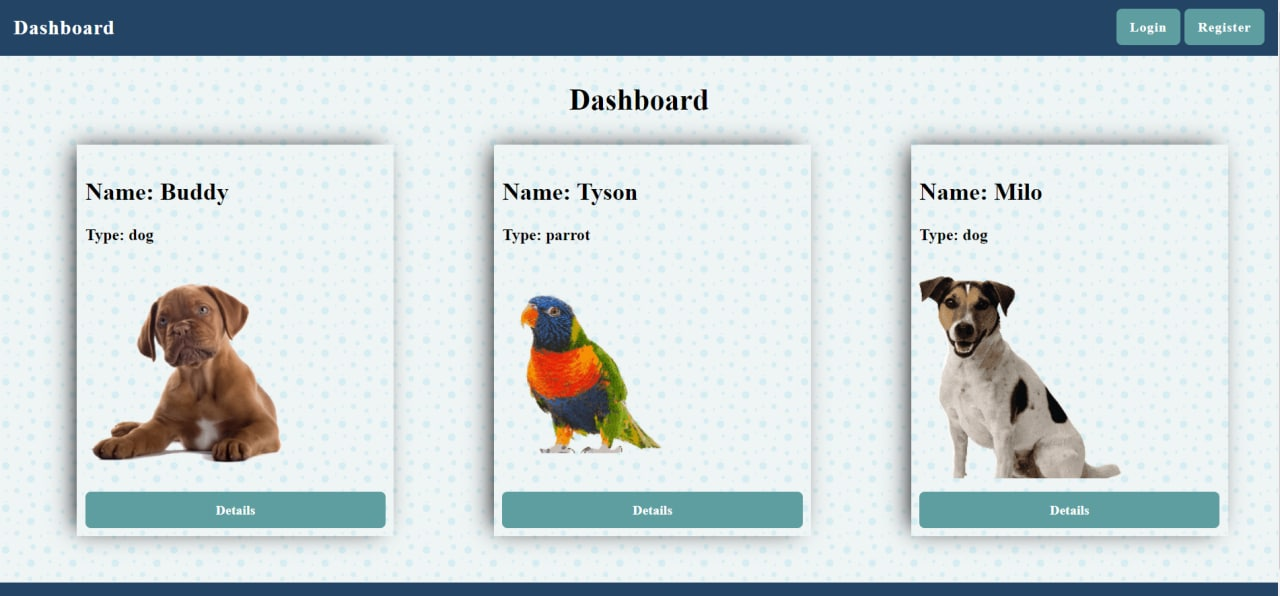 Dashboard
Login
Register
Dashboard
Name: Buddy
Type: dog
Details
Name: Tyson
Type: parrot
Details
Name: Milo
Type: dog
Details